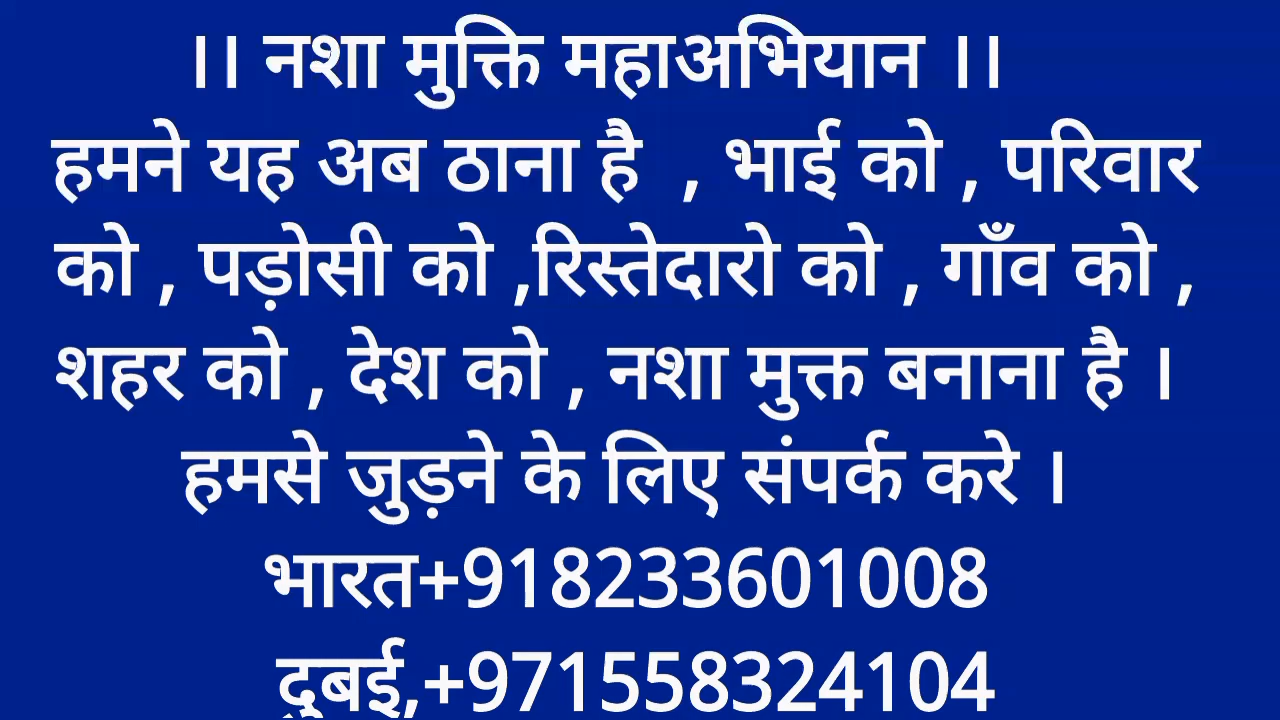 ।। नशा मुक्ति महाअभियान ।।
हमने यह अब ठाना है , भाई को , परिवार
को , पड़ोसी को ,रिस्तेदारो को , गाँव को ,
शहर को , देश को , नशा मुक्त बनाना है ।
हमसे जुड़ने के लिए संपर्क करे ।
भारत+918233601008
दुबई,+971558324104